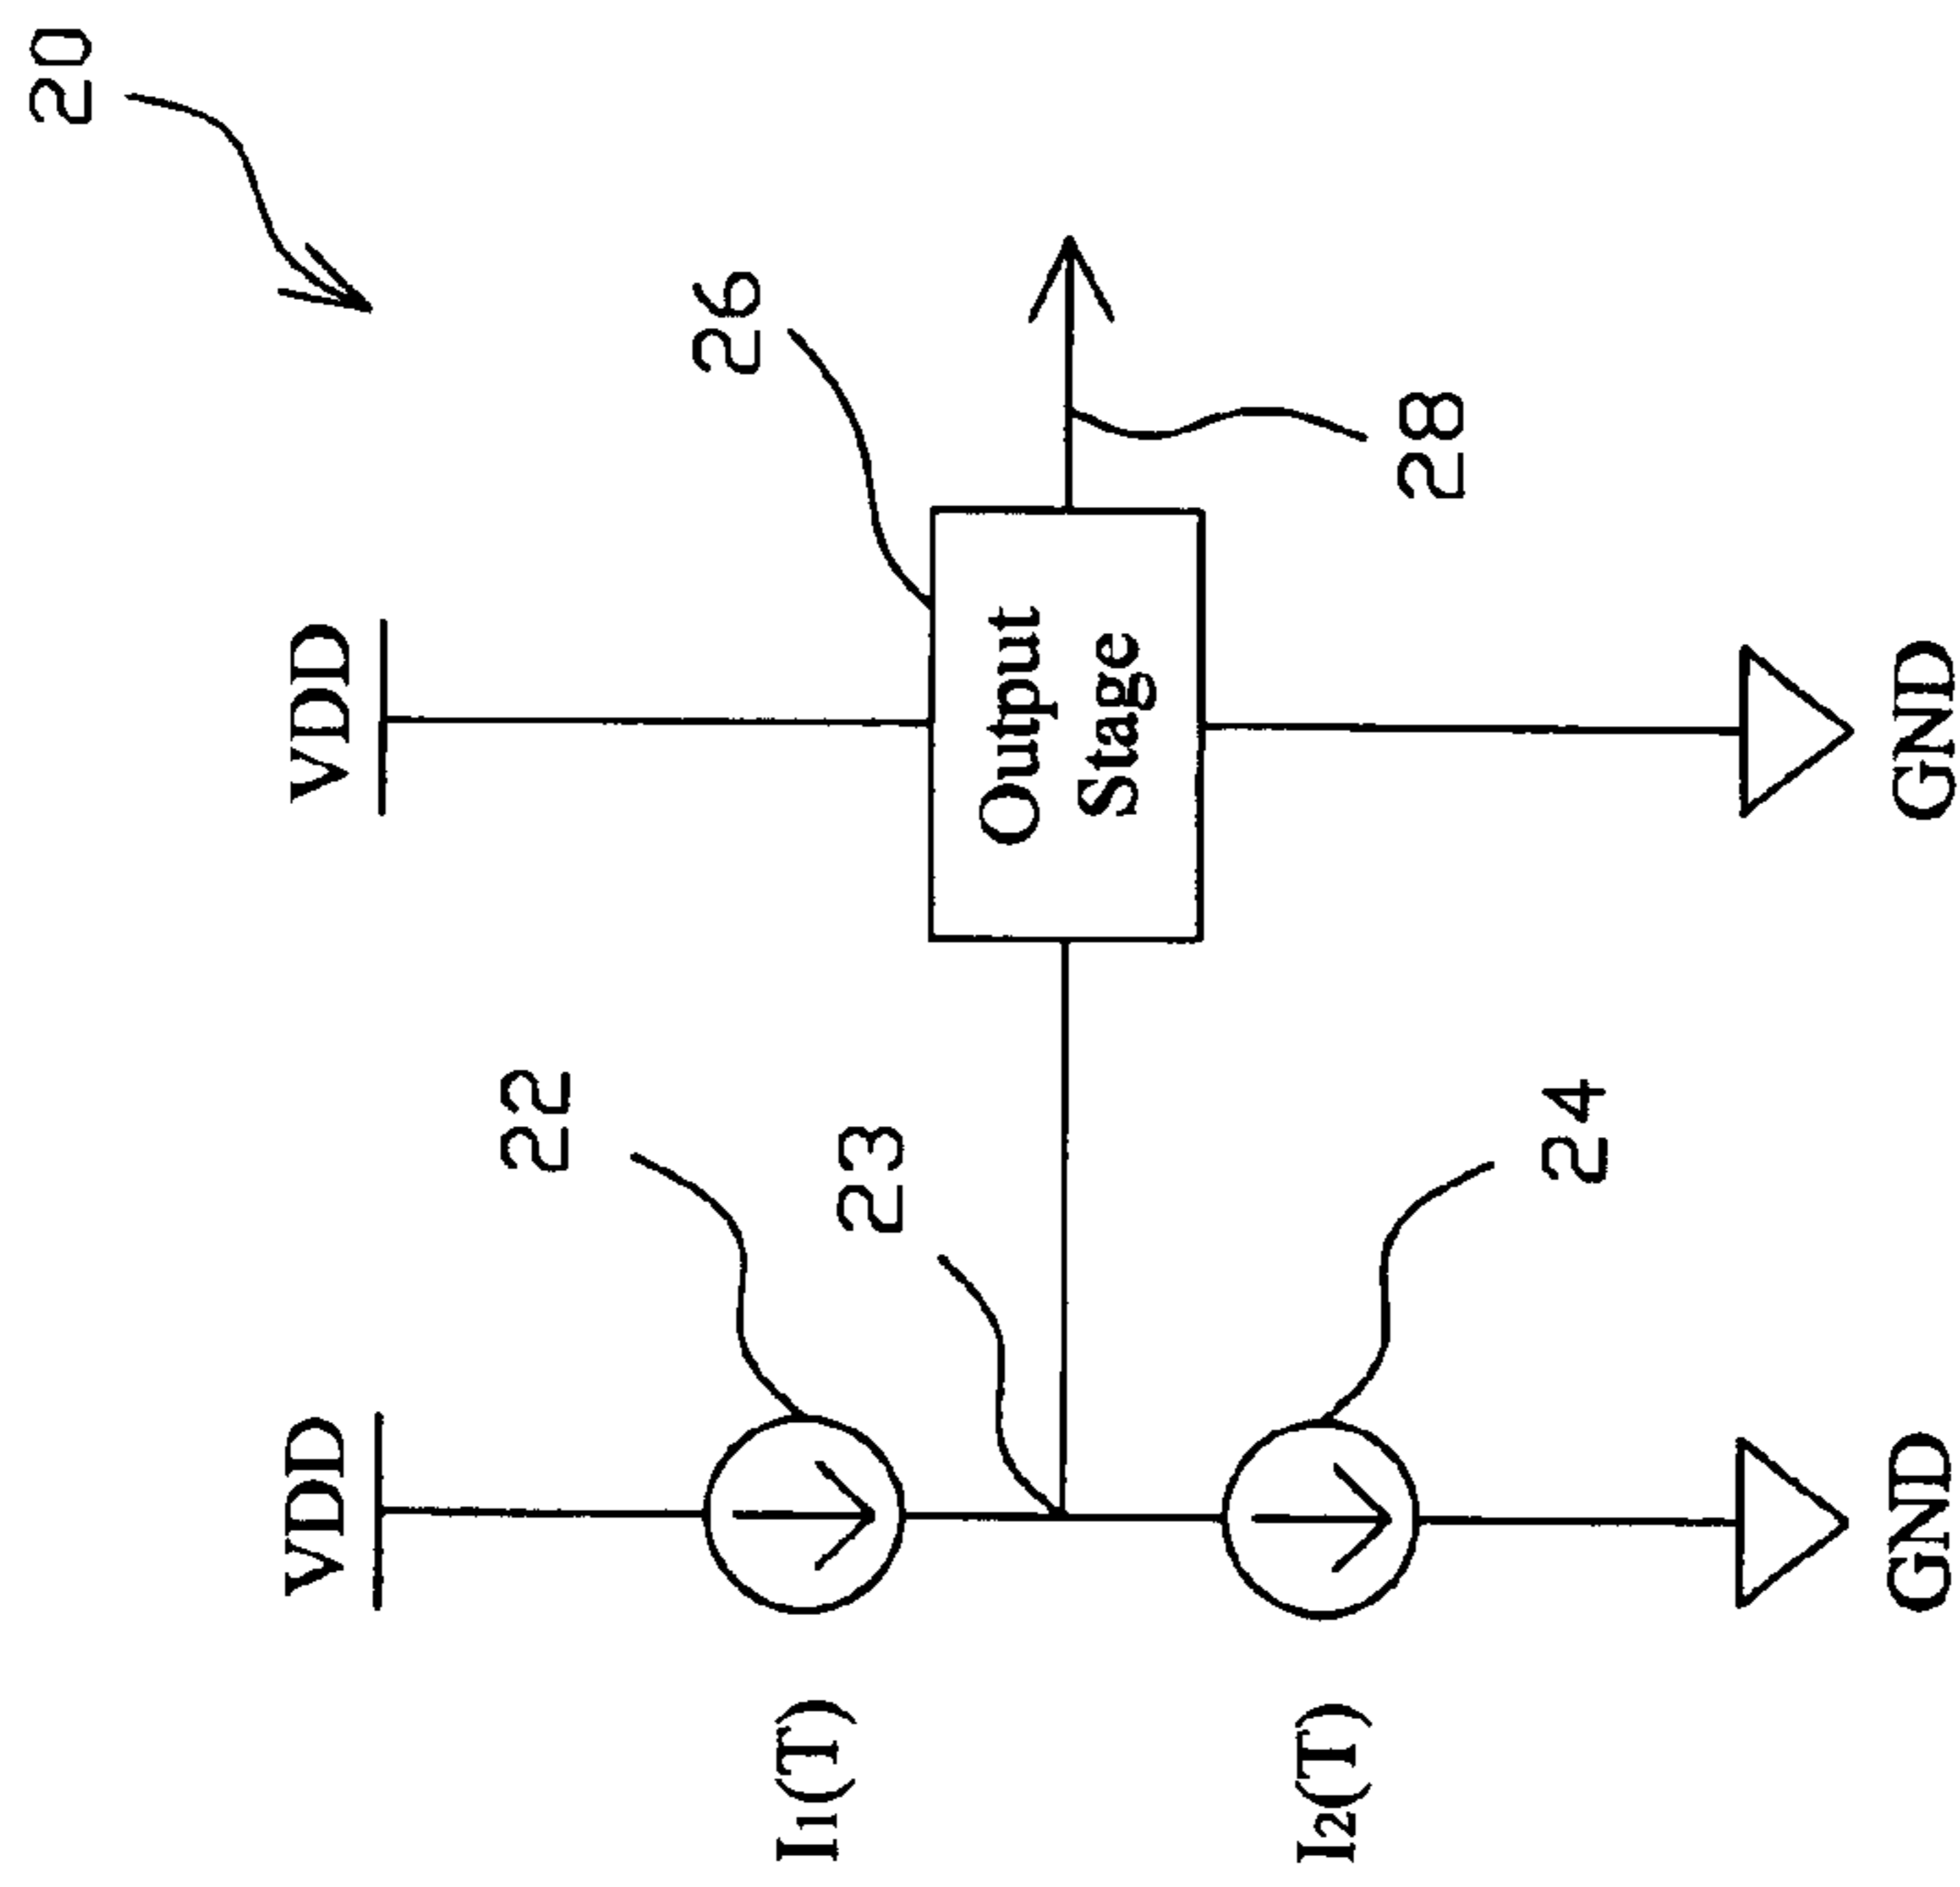 20
VDD
VDD
22
26
I₁(T)
23
Output
Stage
I₂(T)
28
24
GND
GND